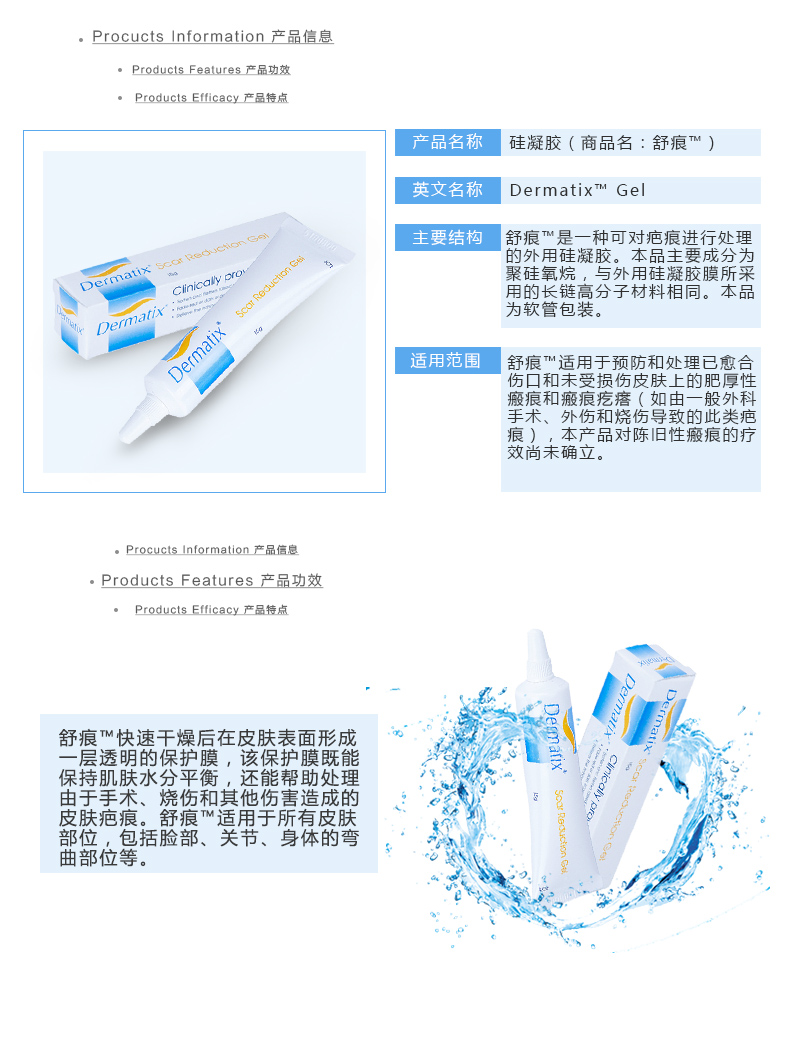 Procucts Information 产品信息
Products Features 产品功效
Products Efficacy 产品特点
产品名称
硅凝胶（商品名：舒痕™）
英文名称
Dermatix™ Gel
主要结构
舒痕™是一种可对疤痕进行处理
的外用硅凝胶。本品主要成分为
聚硅氧烷，与外用硅凝胶膜所采
用的长链高分子材料相同。本品
为软管包装。
适用范围
舒痕™适用于预防和处理已愈合
伤口和未受损伤皮肤上的肥厚性
瘢痕和瘢痕疙瘩（如由一般外科
手术、外伤和烧伤导致的此类疤
痕），本产品对陈旧性瘢痕的疗
效尚未确立。
Dermatix® Scar Reduction Gel
15g
Clinically prov
Dermatix®
Dermatix
Dermatix®
Scar Reduction Gel
15g
Procucts Information 产品信息
Products Features 产品功效
Products Efficacy 产品特点
舒痕™快速干燥后在皮肤表面形成
一层透明的保护膜，该保护膜既能
保持肌肤水分平衡，还能帮助处理
由于手术、烧伤和其他伤害造成的
皮肤疤痕。舒痕™适用于所有皮肤
部位，包括脸部、关节、身体的弯
曲部位等。
Dermatix®
Scar Reduction Gel
15g
Dermatix
Dermatix®
Clinically pro
Dermatix®
Scar Reduction Gel
15g